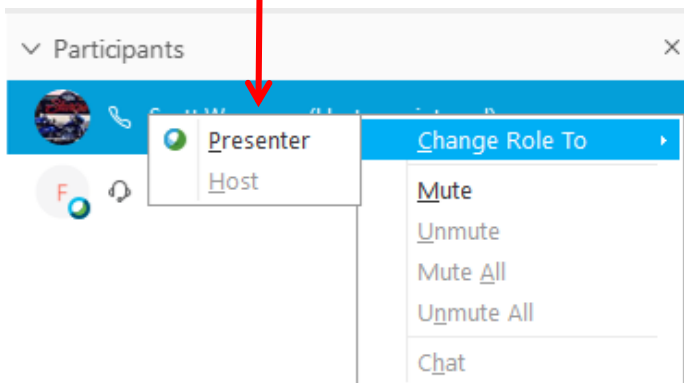 Participants
Presenter
Host
Change Role To
Mute
Unmute
Mute All
Unmute All
Chat
F